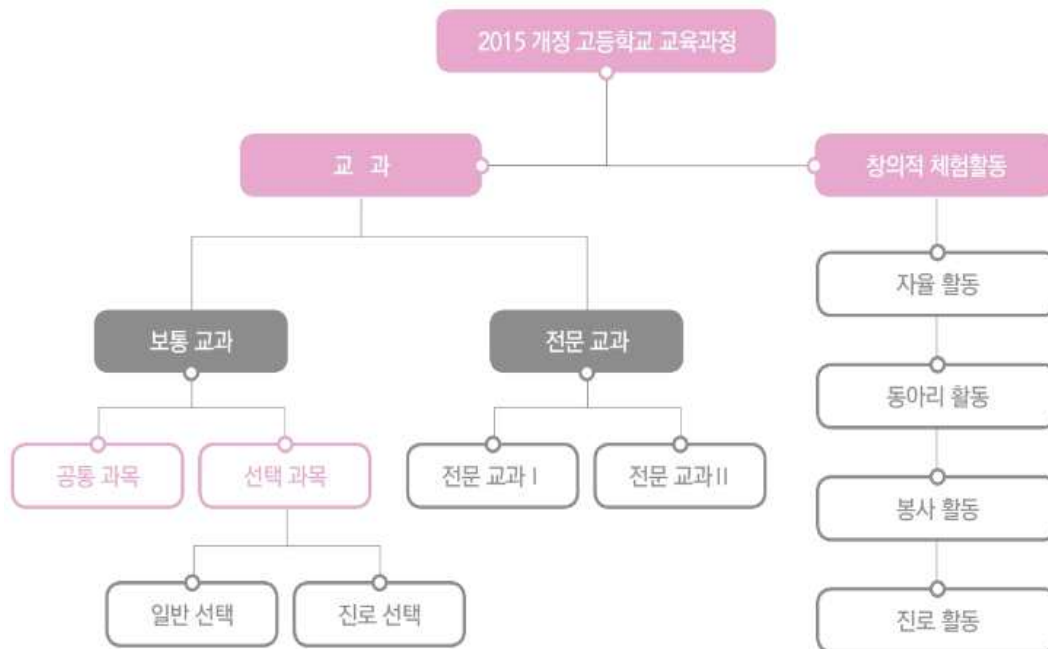 2015 개정 고등학교 교육과정
교 과
창의적 체험활동
자율 활동
보통 교과
전문 교과
동아리 활동
공통 과목
선택 과목
전문 교과 I
전문 교과 II
봉사 활동
일반 선택
진로 선택
진로 활동